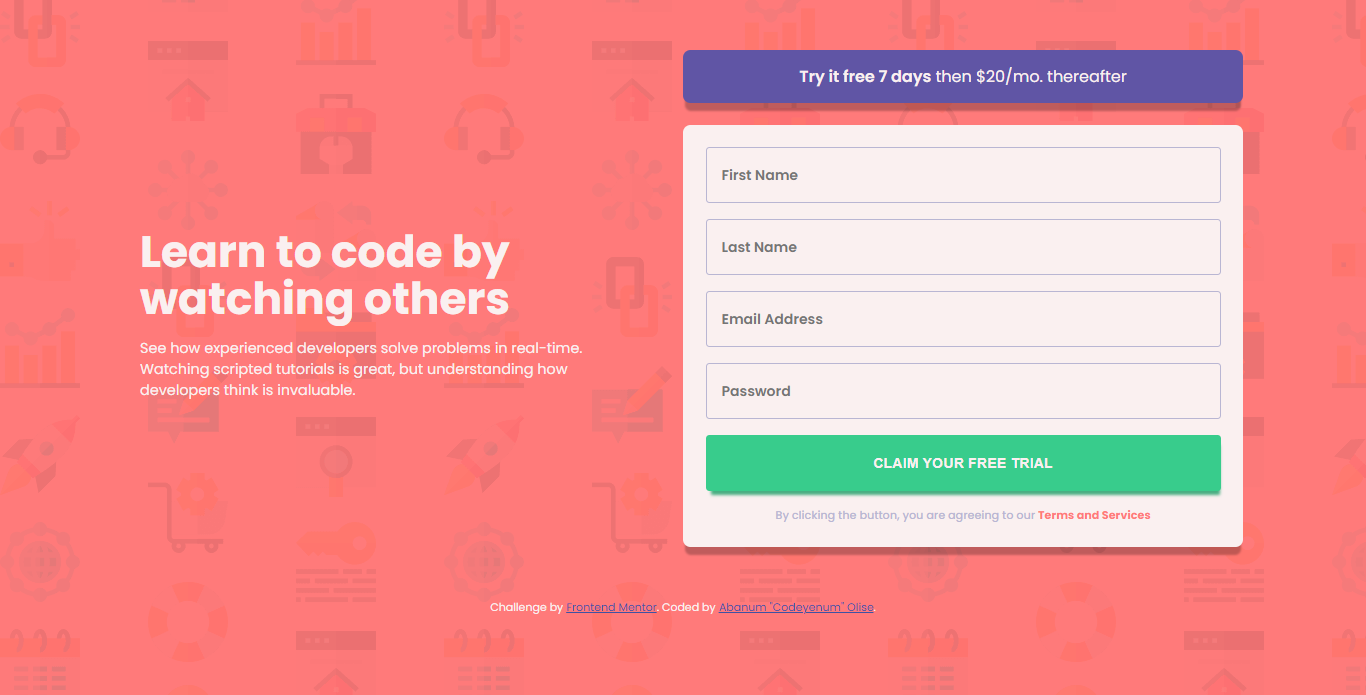 Try it free 7 days then $20/mo. thereafter
Learn to code by
watching others
See how experienced developers solve problems in real-time.
Watching scripted tutorials is great, but understanding how
developers think is invaluable.
First Name
Last Name
Email Address
Password
CLAIM YOUR FREE TRIAL
By clicking the button, you are agreeing to our Terms and Services
Challenge by Frontend Mentor. Coded by Abanum "Codeyenum" Olise.